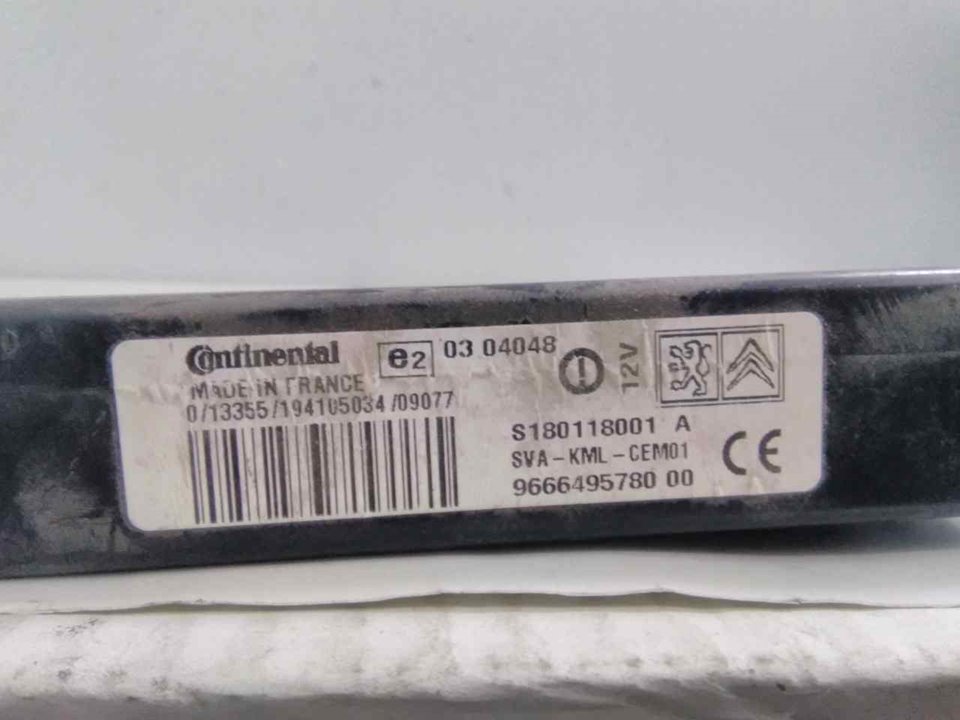 Continental e2 03 04048
MADE IN FRANCE
0/13355/194105034/09077
12V
S180118001 A
SVA-KML-CEM01
9666495780 00
CE